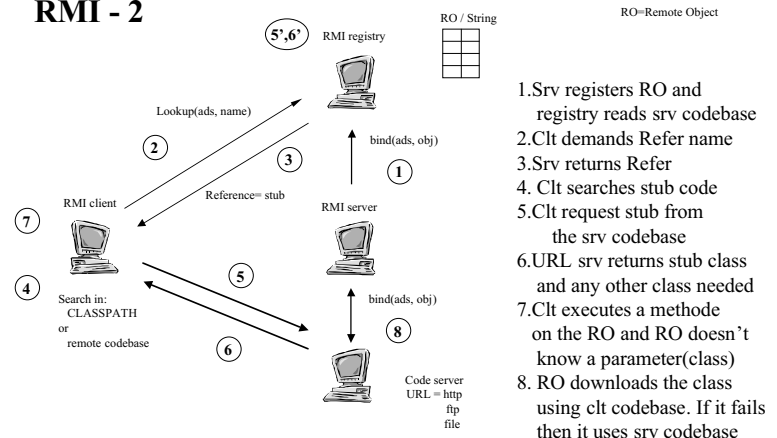 RMI - 2
RO / String
RO=Remote Object
5’,6’
RMI registry
Lookup(ads, name)
2
3
bind(ads, obj)
1
Reference= stub
RMI client
RMI server
7
4
5
Search in:
CLASSPATH
or
remote codebase
6
bind(ads, obj)
8
Code server
URL = http
ftp
file
1.Srv registers RO and
registry reads srv codebase
2.Clt demands Refer name
3.Srv returns Refer
4. Clt searches stub code
5.Clt request stub from
the srv codebase
6.URL srv returns stub class
and any other class needed
7.Clt executes a methode
on the RO and RO doesn’t
know a parameter(class)
8. RO downloads the class
using clt codebase. If it fails
then it uses srv codebase